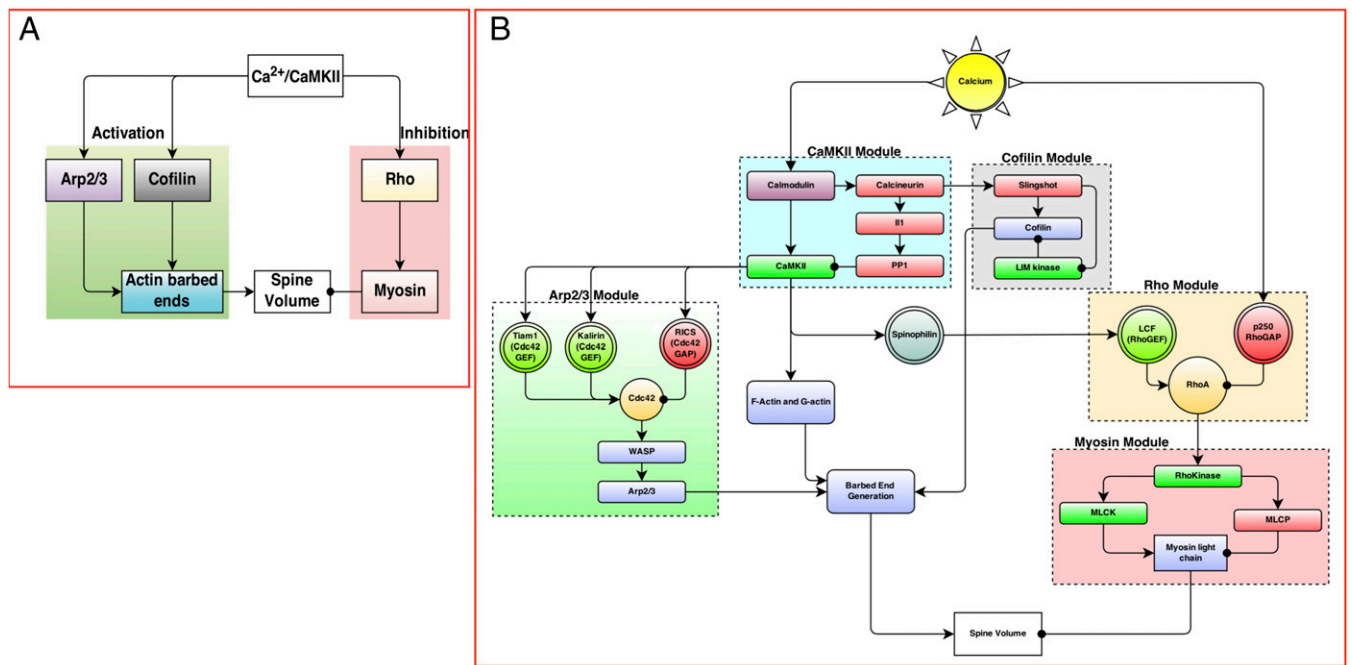 A
Ca2+/CaMKII
Activation
Inhibition
Arp2/3
Cofilin
Rho
Actin barbed
ends
Spine
Volume
Myosin
B
Calcium
CaMKII Module
Cofilin Module
Calmodulin
Calcineurin
Slingshot
I1
Cofilin
CaMKII
PP1
LIM kinase
Arp2/3 Module
Rho Module
Tiam1
(Cdc42
GEF)
Kalirin
(Cdc42
GEF)
RICS
(Cdc42
GAP)
Spinophilin
LCF
(RhoGEF)
p250
RhoGAP
Cdc42
F-Actin and G-actin
RhoA
WASP
Myosin Module
Arp2/3
Barbed End
Generation
RhoKinase
MLCK
MLCP
Myosin light
chain
Spine Volume